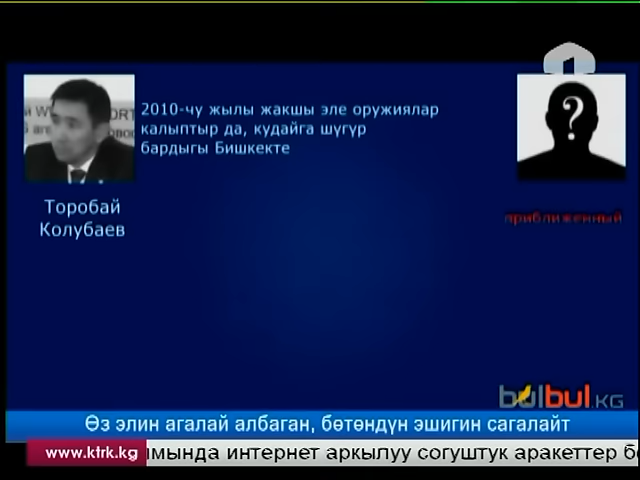 1
2010-чу жылы жакшы эле оружиялар
калыптыр да, кудайга шүгүр
бардыгы Бишкекте
?
Торобай
Колубаев
приближенный
bulbul.KG
Өз элин агалай албаган, бөтөндүн эшигин сагалайт
www.ktrk.kg
ымында интернет аркылуу согуштук аракеттер